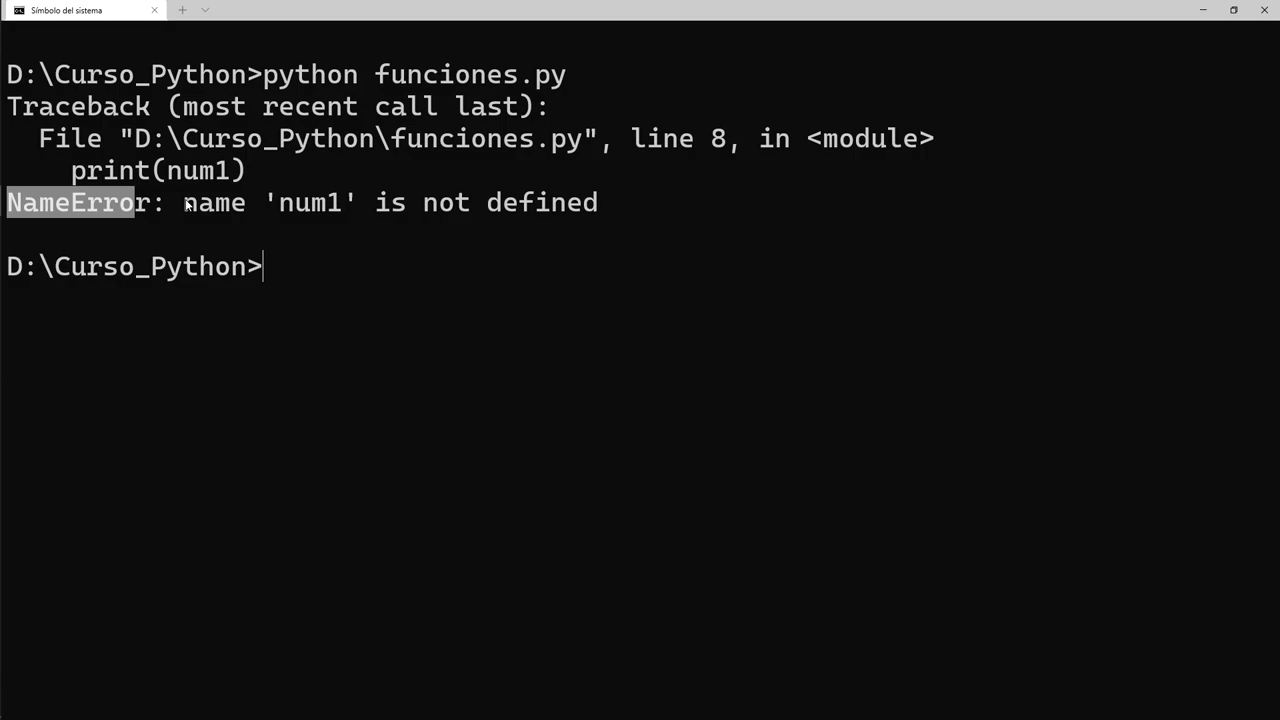 Símbolo del sistema
D:\Curso_Python>python funciones.py
Traceback (most recent call last):
  File "D:\Curso_Python\funciones.py", line 8, in <module>
    print(num1)
NameError: name 'num1' is not defined
D:\Curso_Python>